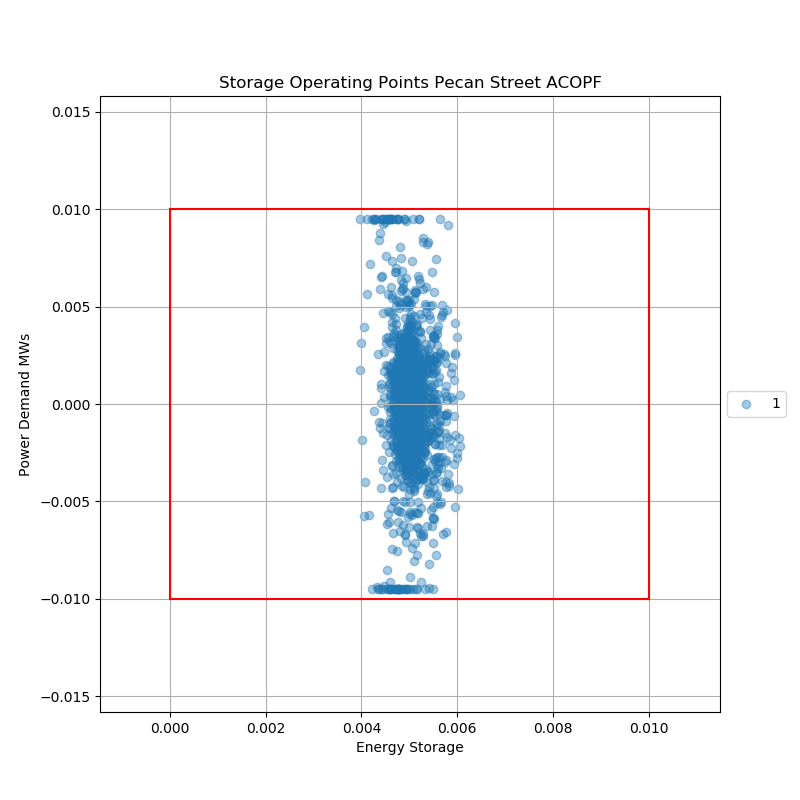 Storage Operating Points Pecan Street ACOPF
0.015
0.010
0.005
0.000
−0.005
−0.010
−0.015
Power Demand MWs
1
0.000 0.002 0.004 0.006 0.008 0.010
Energy Storage